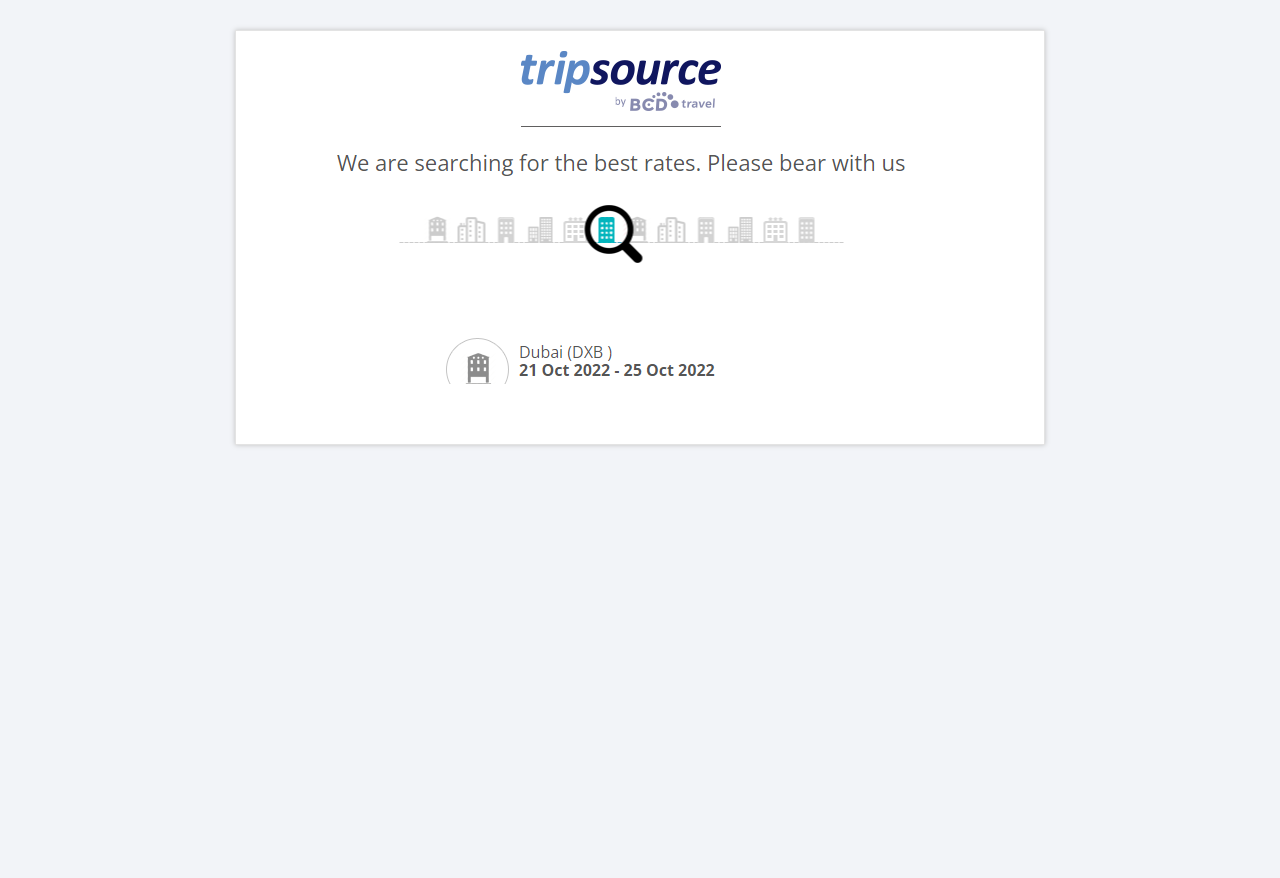 tripsource
by BCD travel
We are searching for the best rates. Please bear with us
Dubai (DXB )
21 Oct 2022 - 25 Oct 2022